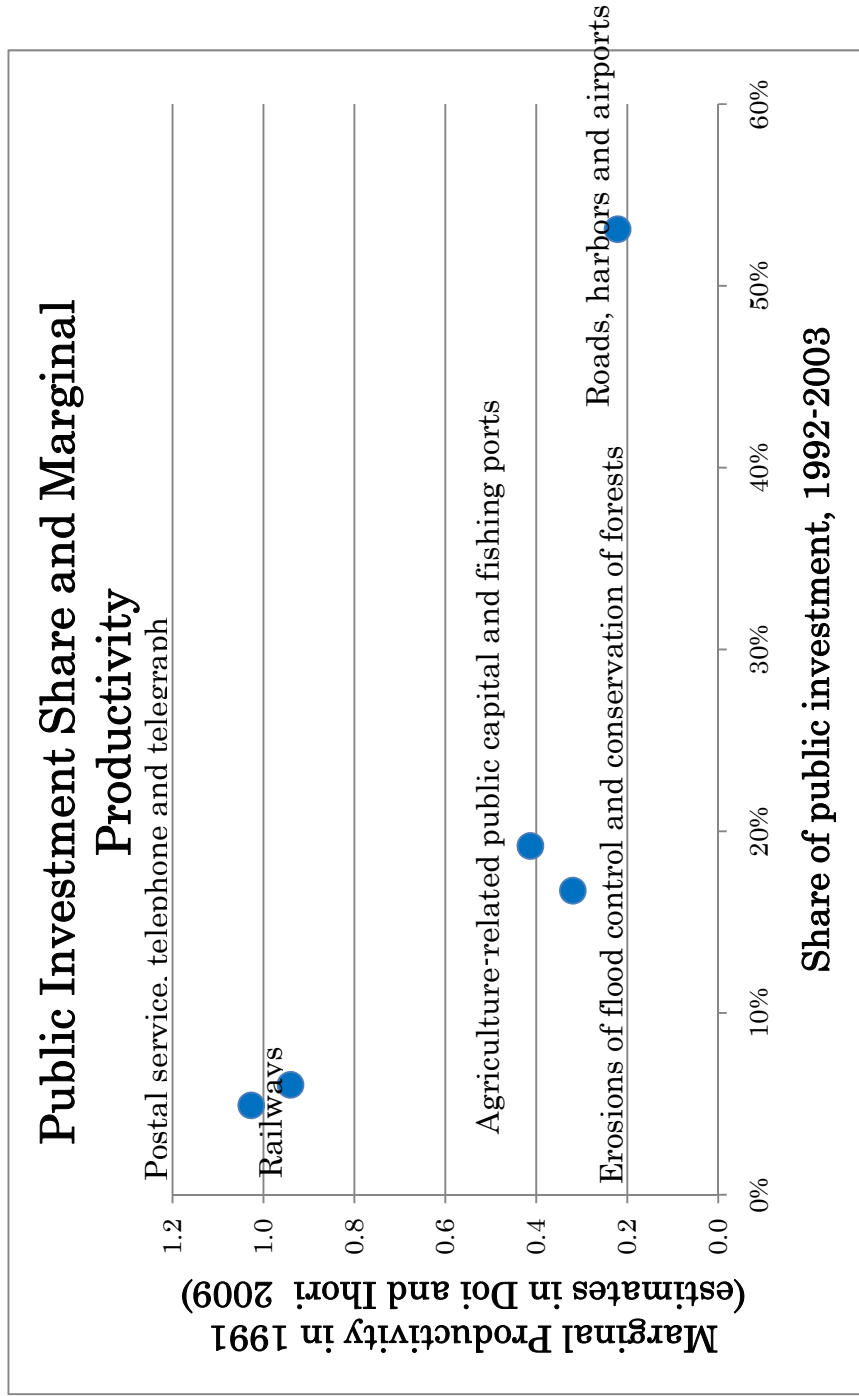 Public Investment Share and Marginal
Productivity
Postal service, telephone and telegraph
Railways
Agriculture-related public capital and fishing ports
Erosions of flood control and conservation of forests
Roads, harbors and airports
1.2
1.0
0.8
0.6
0.4
0.2
0.0
0%
10%
20%
30%
40%
50%
60%
Share of public investment, 1992-2003
Marginal Productivity in 1991
(estimates in Doi and Ihori 2009)